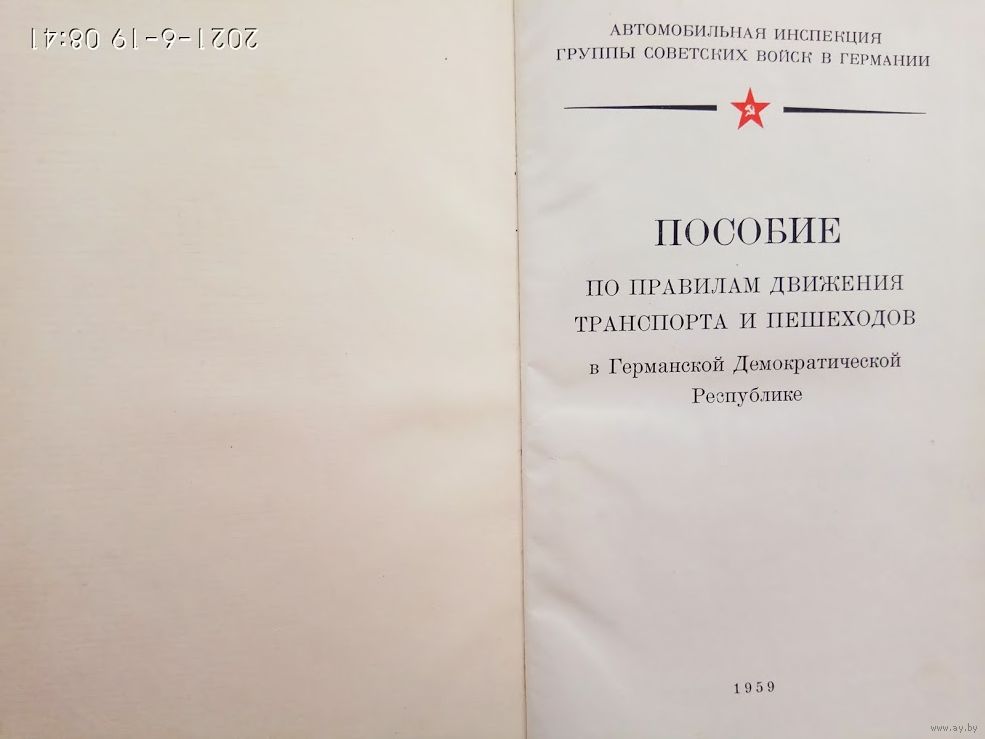 2021-6-19 08:41
АВТОМОБИЛЬНАЯ ИНСПЕКЦИЯ
ГРУППЫ СОВЕТСКИХ ВОЙСК В ГЕРМАНИИ
ПОСОБИЕ
ПО ПРАВИЛАМ ДВИЖЕНИЯ
ТРАНСПОРТА И ПЕШЕХОДОВ
в Германской Демократической
Республике
1959
www.ay.by